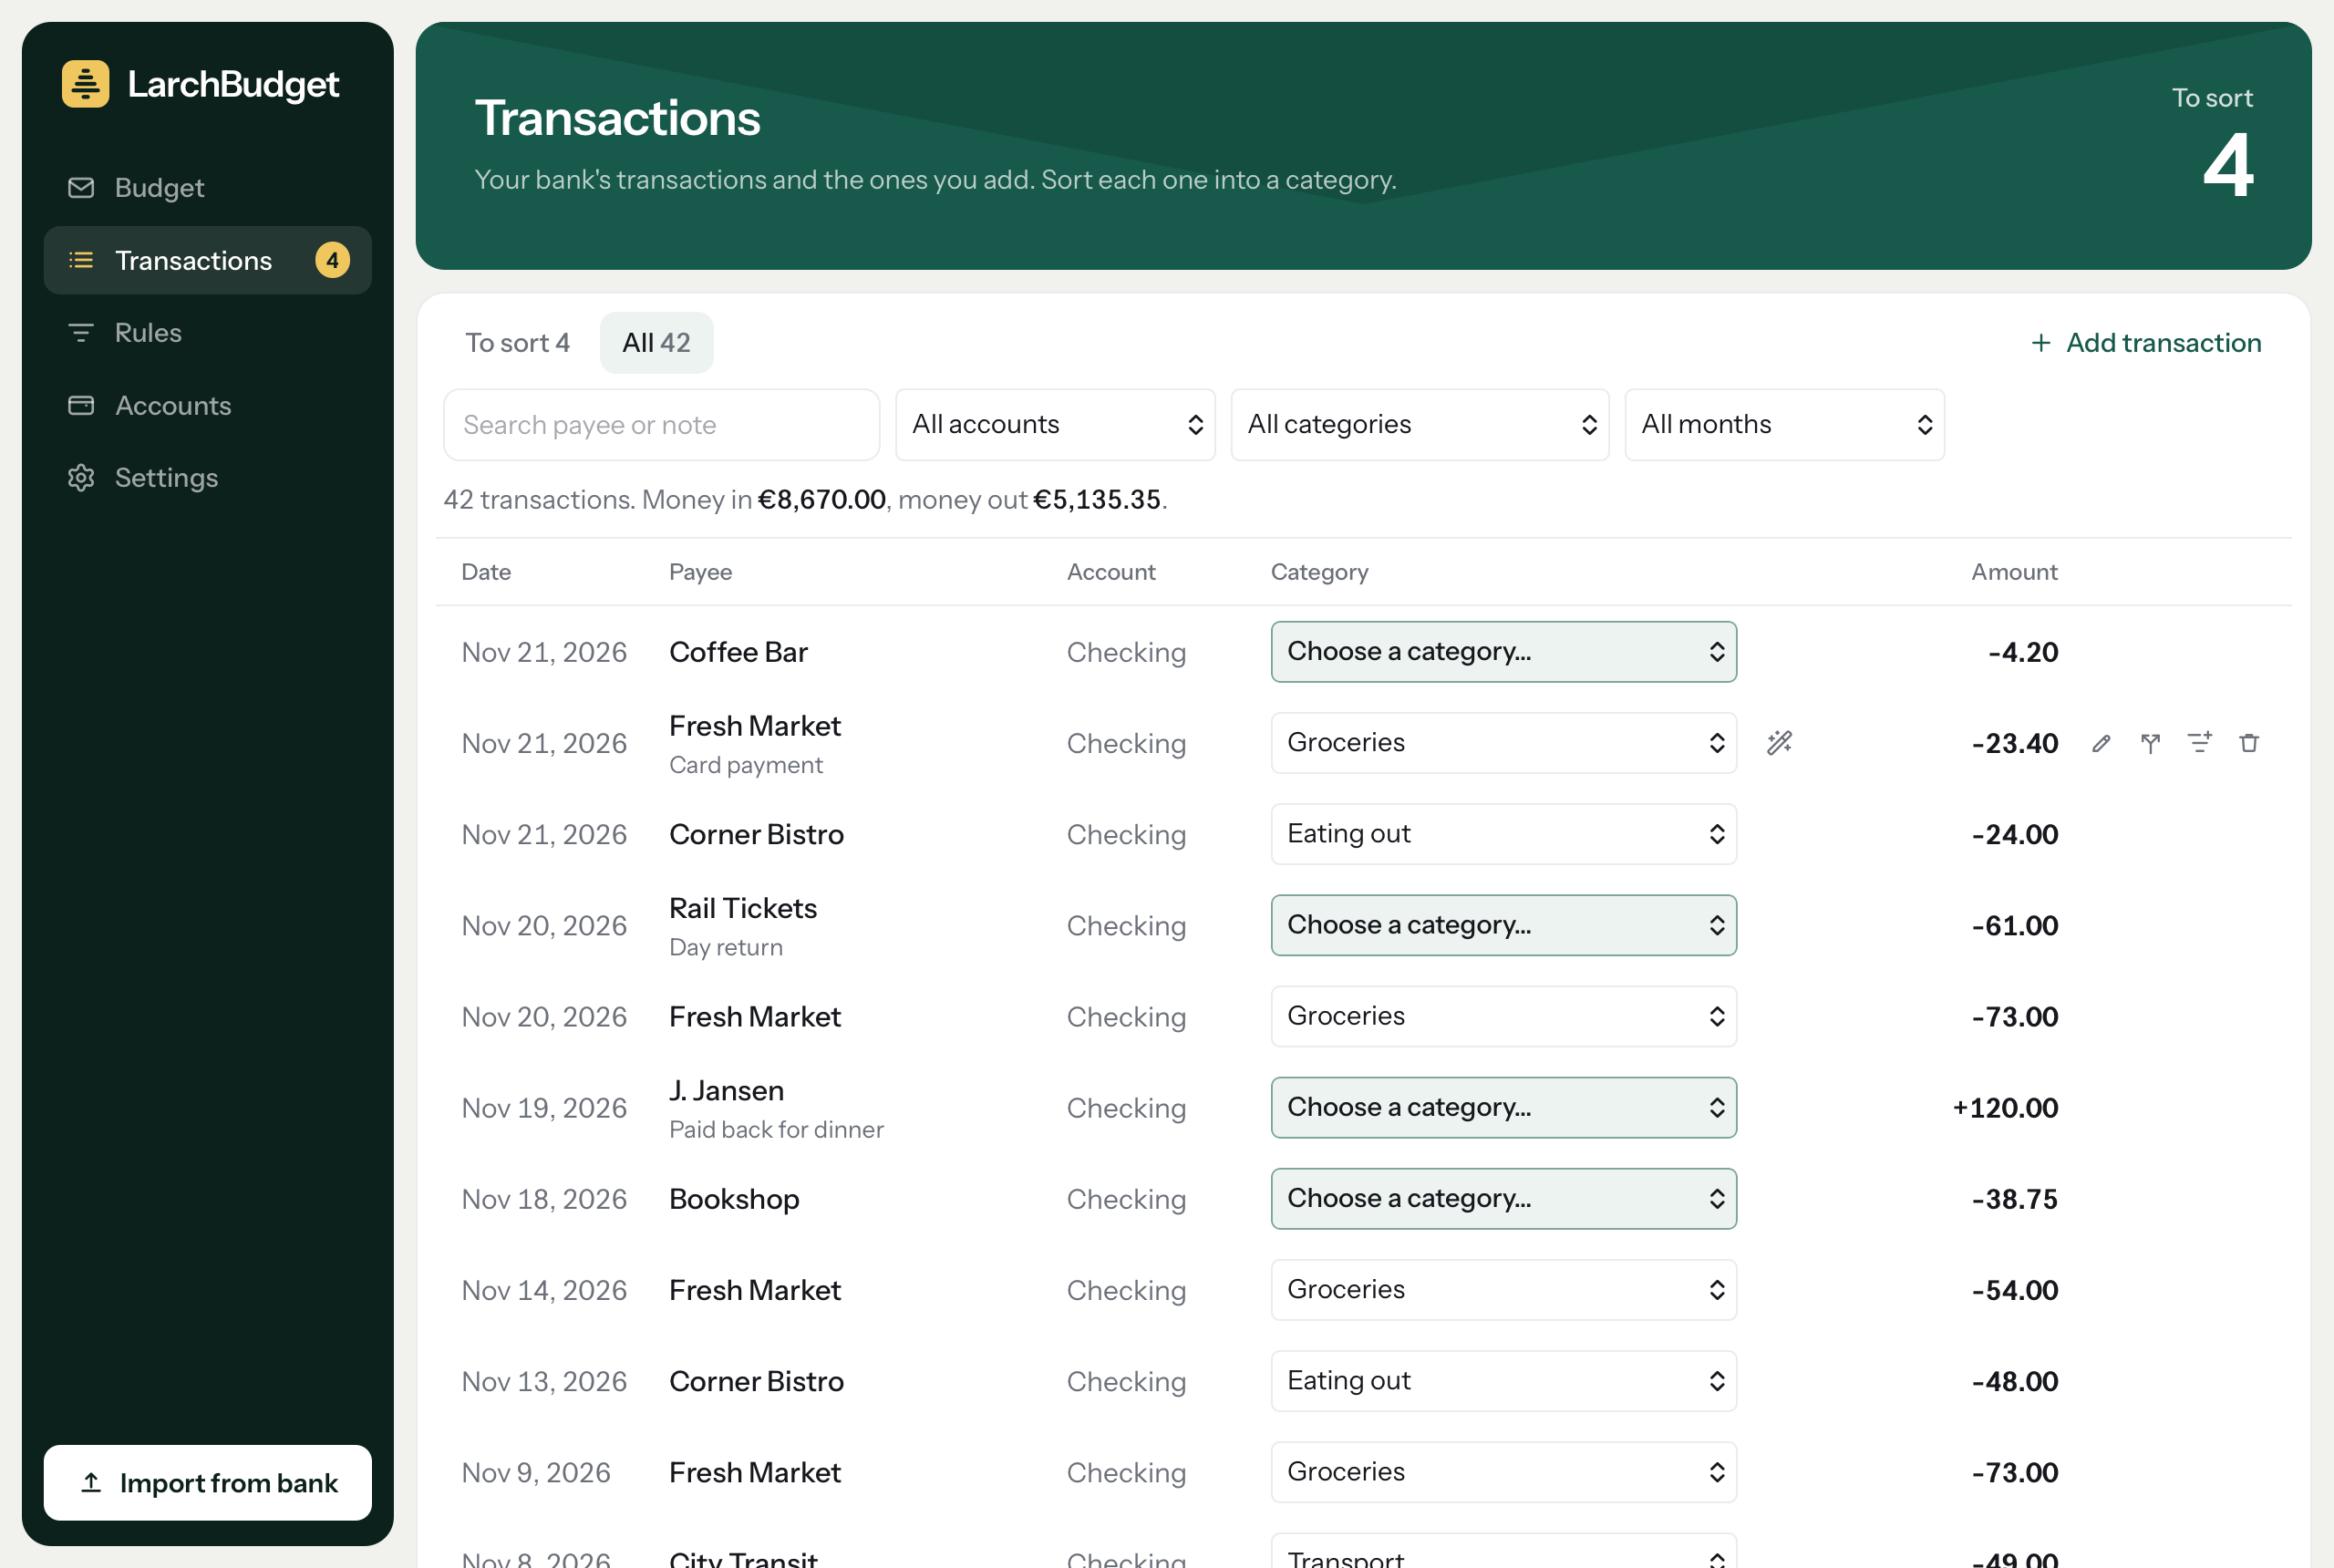 LarchBudget
Budget
Transactions 4
Rules
Accounts
Settings
Import from bank
Transactions
Your bank's transactions and the ones you add. Sort each one into a category.
To sort
4
To sort 4
All 42
+ Add transaction
Search payee or note
All accounts
All categories
All months
42 transactions. Money in €8,670.00, money out €5,135.35.
Date Payee Account Category Amount
Nov 21, 2026 Coffee Bar Checking Choose a category... -4.20
Nov 21, 2026 Fresh Market Checking Groceries -23.40
Card payment
Nov 21, 2026 Corner Bistro Checking Eating out -24.00
Nov 20, 2026 Rail Tickets Checking Choose a category... -61.00
Day return
Nov 20, 2026 Fresh Market Checking Groceries -73.00
Nov 19, 2026 J. Jansen Checking Choose a category... +120.00
Paid back for dinner
Nov 18, 2026 Bookshop Checking Choose a category... -38.75
Nov 14, 2026 Fresh Market Checking Groceries -54.00
Nov 13, 2026 Corner Bistro Checking Eating out -48.00
Nov 9, 2026 Fresh Market Checking Groceries -73.00
Nov 8, 2026 City Transit Checking Transport -49.00